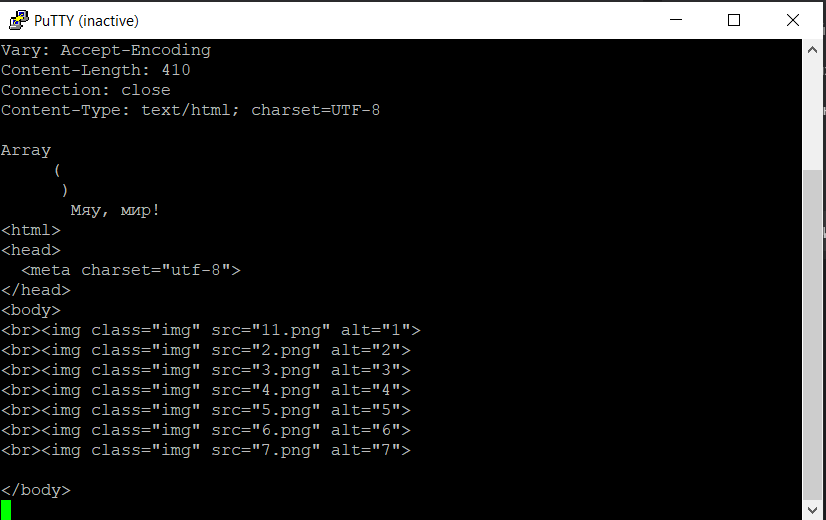 PuTTY (inactive)
Vary: Accept-Encoding
Content-Length: 410
Connection: close
Content-Type: text/html; charset=UTF-8
Array
(
)
Мяу, мир!
<html>
<head>
<meta charset="utf-8">
</head>
<body>
<br><img class="img" src="11.png" alt="1">
<br><img class="img" src="2.png" alt="2">
<br><img class="img" src="3.png" alt="3">
<br><img class="img" src="4.png" alt="4">
<br><img class="img" src="5.png" alt="5">
<br><img class="img" src="6.png" alt="6">
<br><img class="img" src="7.png" alt="7">
</body>